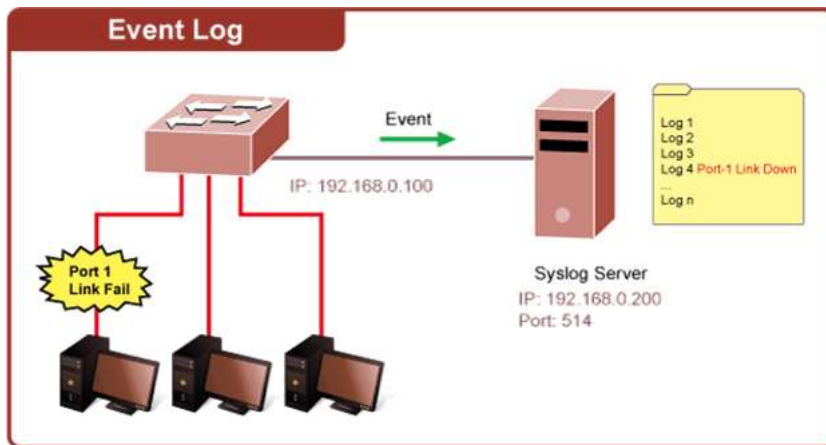 Event Log
Event
IP: 192.168.0.100
Port 1
Link Fail
Log 1
Log 2
Log 3
Log 4 Port-1 Link Down
...
Log n
Syslog Server
IP: 192.168.0.200
Port: 514